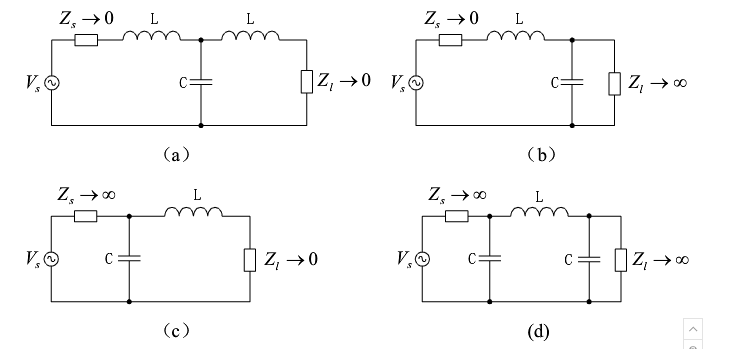 Z_s → 0 L L
V_s C Z_l → 0
(a)
Z_s → 0 L
V_s C Z_l → ∞
(b)
Z_s → ∞ L
V_s C Z_l → 0
(c)
Z_s → ∞ L
V_s C C Z_l → ∞
(d)